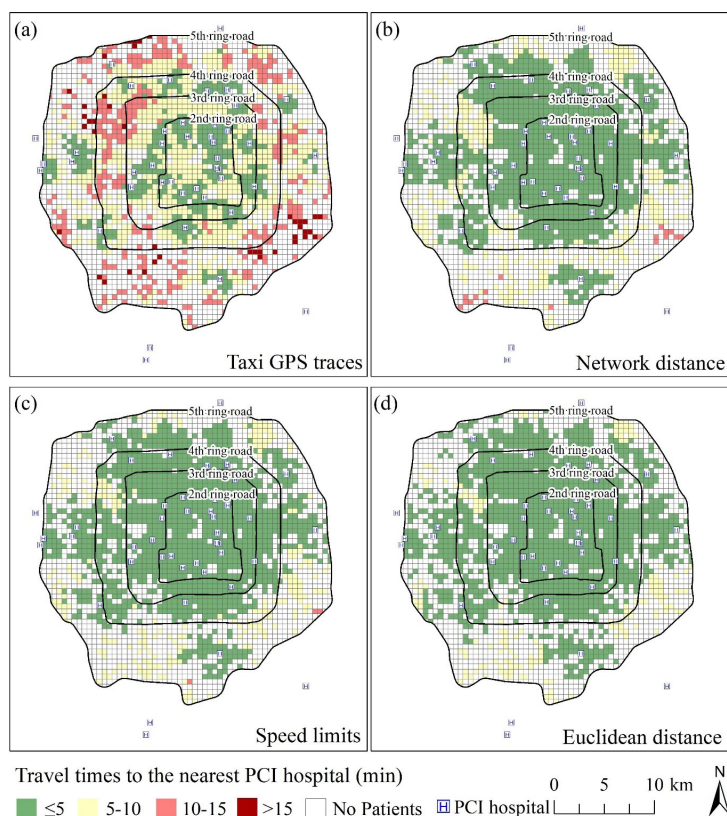 (a)
5th ring road
4th ring road
3rd ring road
2nd ring road
Taxi GPS traces
(b)
5th ring road
4th ring road
3rd ring road
2nd ring road
Network distance
(c)
5th ring road
4th ring road
3rd ring road
2nd ring road
Speed limits
(d)
5th ring road
4th ring road
3rd ring road
2nd ring road
Euclidean distance
Travel times to the nearest PCI hospital (min)
≤5 5-10 10-15 >15 No Patients H PCI hospital
0 5 10 km
N